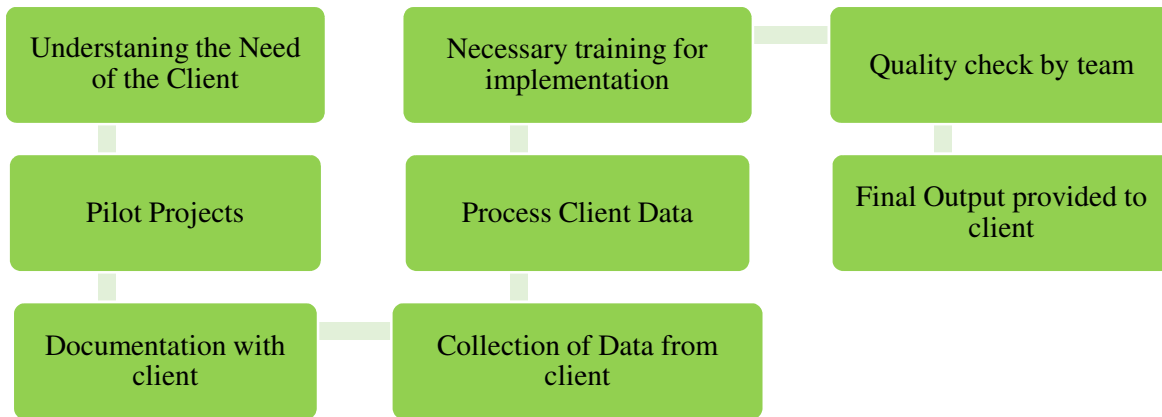 Understaning the Need
of the Client
Pilot Projects
Documentation with
client
Collection of Data from
client
Process Client Data
Necessary training for
implementation
Quality check by team
Final Output provided to
client